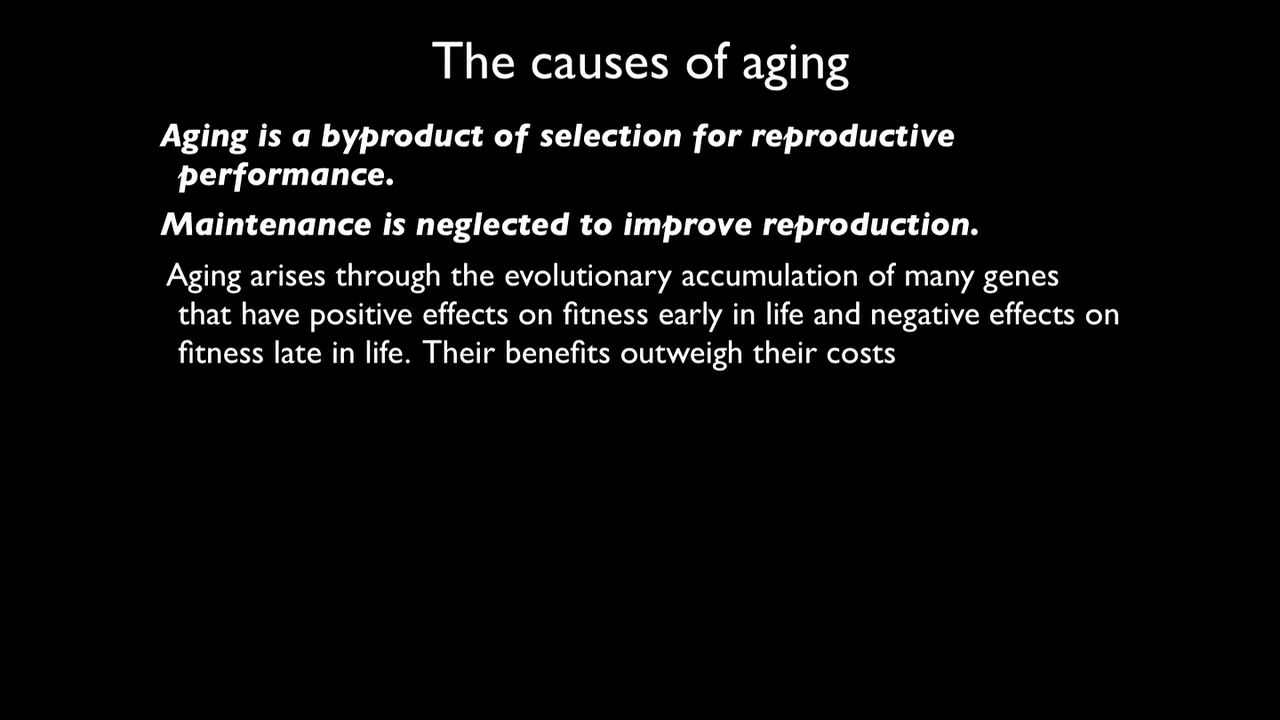 The causes of aging
Aging is a byproduct of selection for reproductive
performance.
Maintenance is neglected to improve reproduction.
Aging arises through the evolutionary accumulation of many genes
that have positive effects on fitness early in life and negative effects on
fitness late in life. Their benefits outweigh their costs